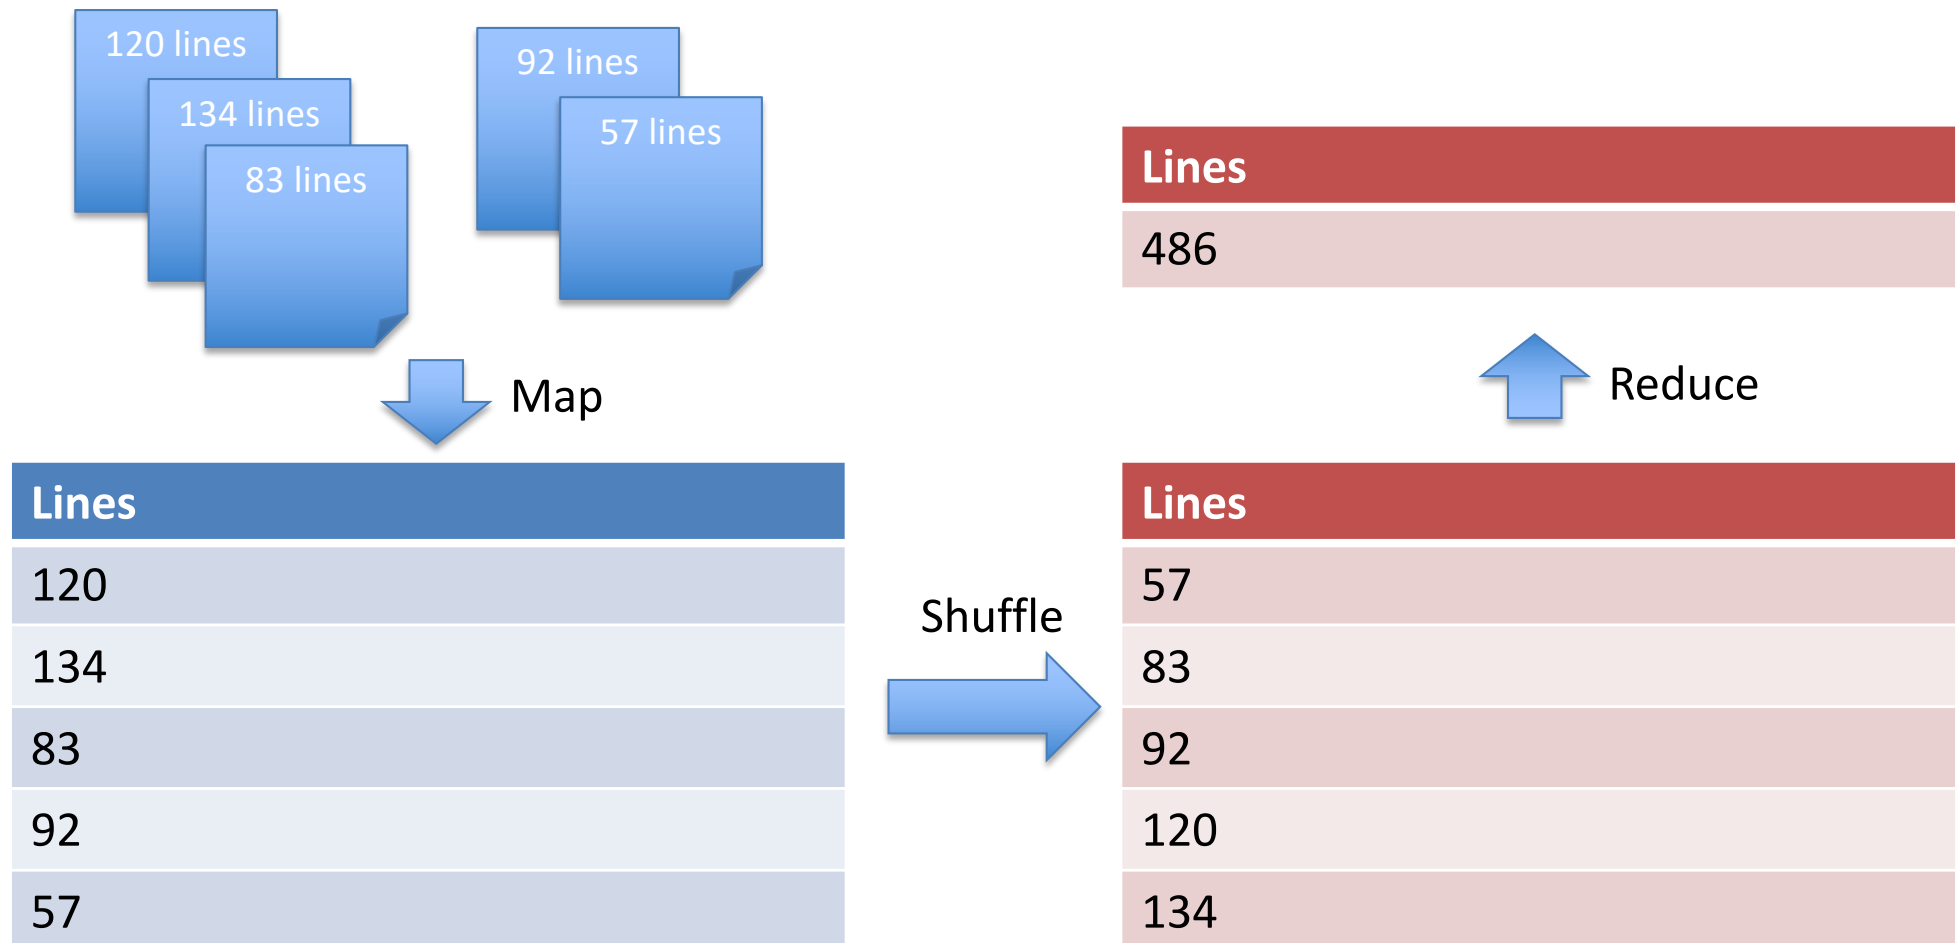 120 lines
134 lines
83 lines
92 lines
57 lines
Map
Lines
120
134
83
92
57
Shuffle
Lines
57
83
92
120
134
Reduce
Lines
486